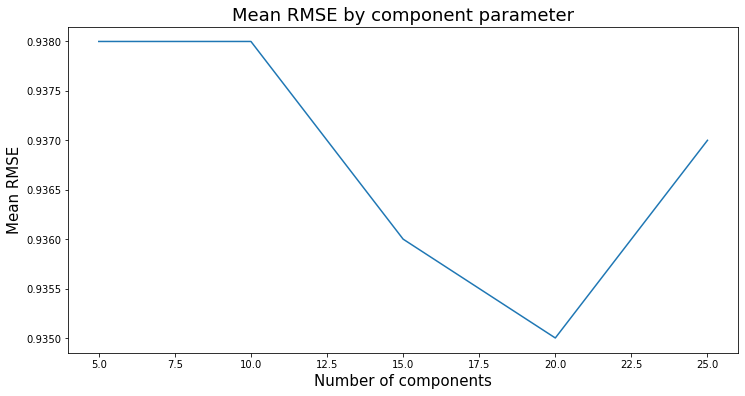 Mean RMSE by component parameter
Mean RMSE
0.9380
0.9375
0.9370
0.9365
0.9360
0.9355
0.9350
5.0 7.5 10.0 12.5 15.0 17.5 20.0 22.5 25.0
Number of components